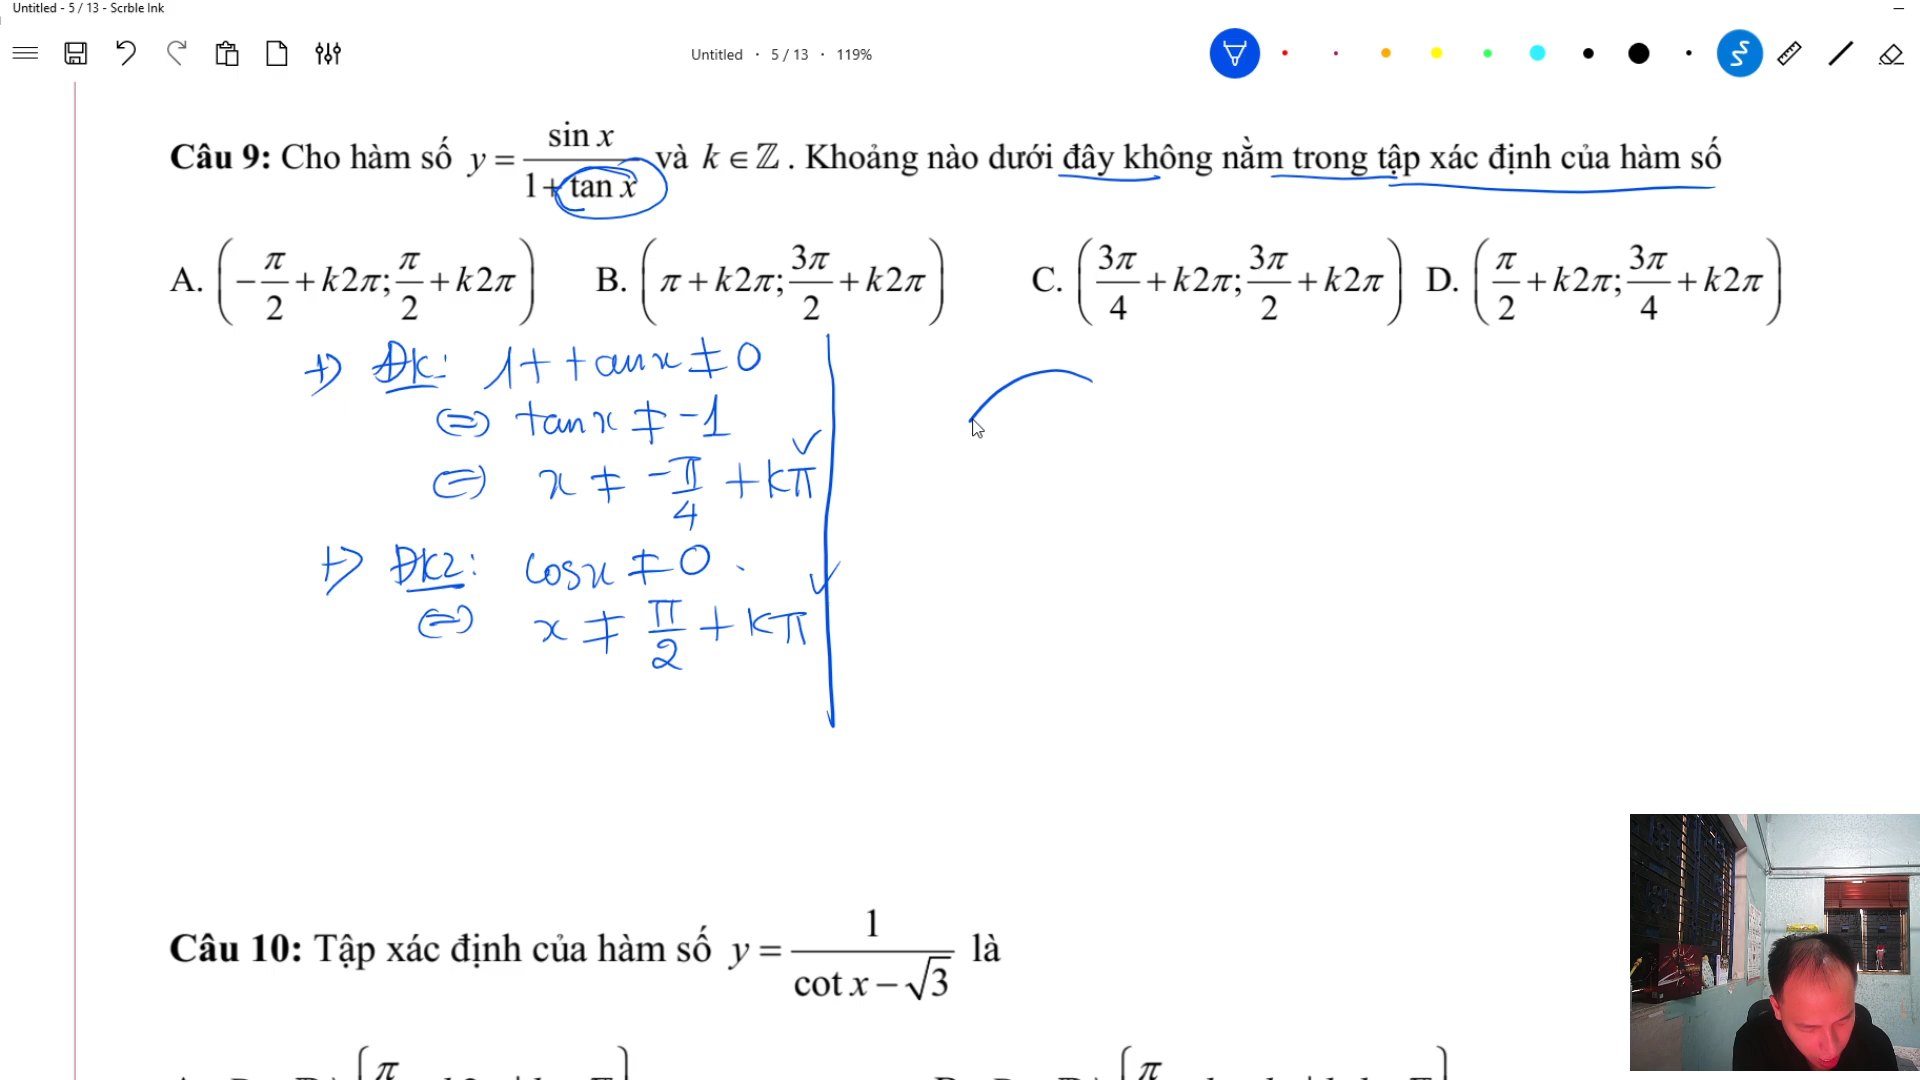 Untitled - 5 / 13 - Scrble Ink
Untitled · 5 / 13 · 119%
Câu 9: Cho hàm số y = sin x / (1 + tan x) và k ∈ ℤ. Khoảng nào dưới đây không nằm trong tập xác định của hàm số
A. (−π/2 + k2π; π/2 + k2π) B. (π + k2π; 3π/2 + k2π) C. (3π/4 + k2π; 3π/2 + k2π) D. (π/2 + k2π; 3π/4 + k2π)
+) ĐK: 1 + tanx ≠ 0
⇔ tanx ≠ -1
⇔ x ≠ -π/4 + kπ
+) ĐK2: cosx ≠ 0.
⇔ x ≠ π/2 + kπ
Câu 10: Tập xác định của hàm số y = 1 / (cot x − √3) là